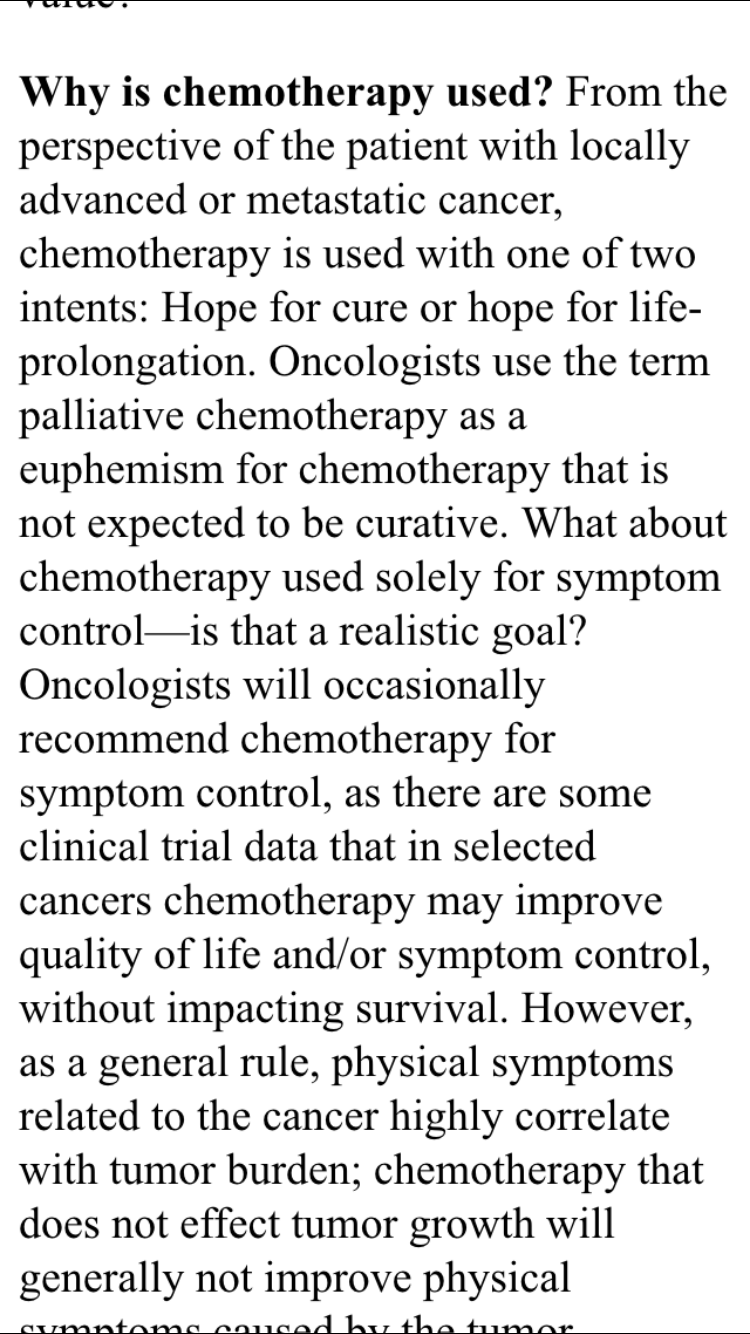 value?
Why is chemotherapy used? From the
perspective of the patient with locally
advanced or metastatic cancer,
chemotherapy is used with one of two
intents: Hope for cure or hope for life-
prolongation. Oncologists use the term
palliative chemotherapy as a
euphemism for chemotherapy that is
not expected to be curative. What about
chemotherapy used solely for symptom
control—is that a realistic goal?
Oncologists will occasionally
recommend chemotherapy for
symptom control, as there are some
clinical trial data that in selected
cancers chemotherapy may improve
quality of life and/or symptom control,
without impacting survival. However,
as a general rule, physical symptoms
related to the cancer highly correlate
with tumor burden; chemotherapy that
does not effect tumor growth will
generally not improve physical
symptoms caused by the tumor